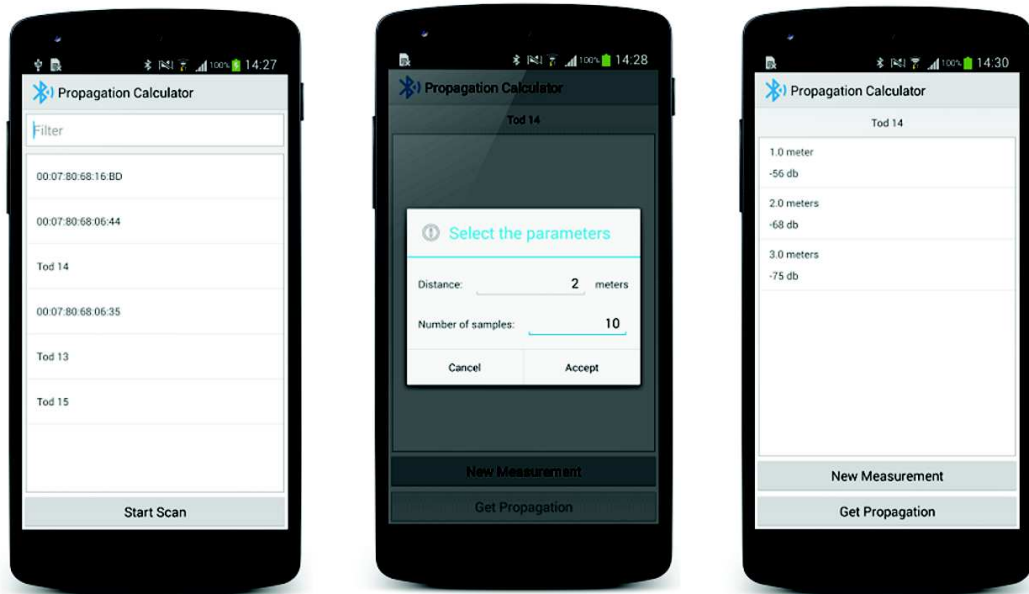 100% 14:27
Propagation Calculator
Filter
00:07:80:68:16:BD
00:07:80:68:06:44
Tod 14
00:07:80:68:06:35
Tod 13
Tod 15
Start Scan
100% 14:28
Propagation Calculator
Tod 14
Select the parameters
Distance: 2 meters
Number of samples: 10
Cancel Accept
New Measurement
Get Propagation
100% 14:30
Propagation Calculator
Tod 14
1.0 meter
-56 db
2.0 meters
-68 db
3.0 meters
-75 db
New Measurement
Get Propagation